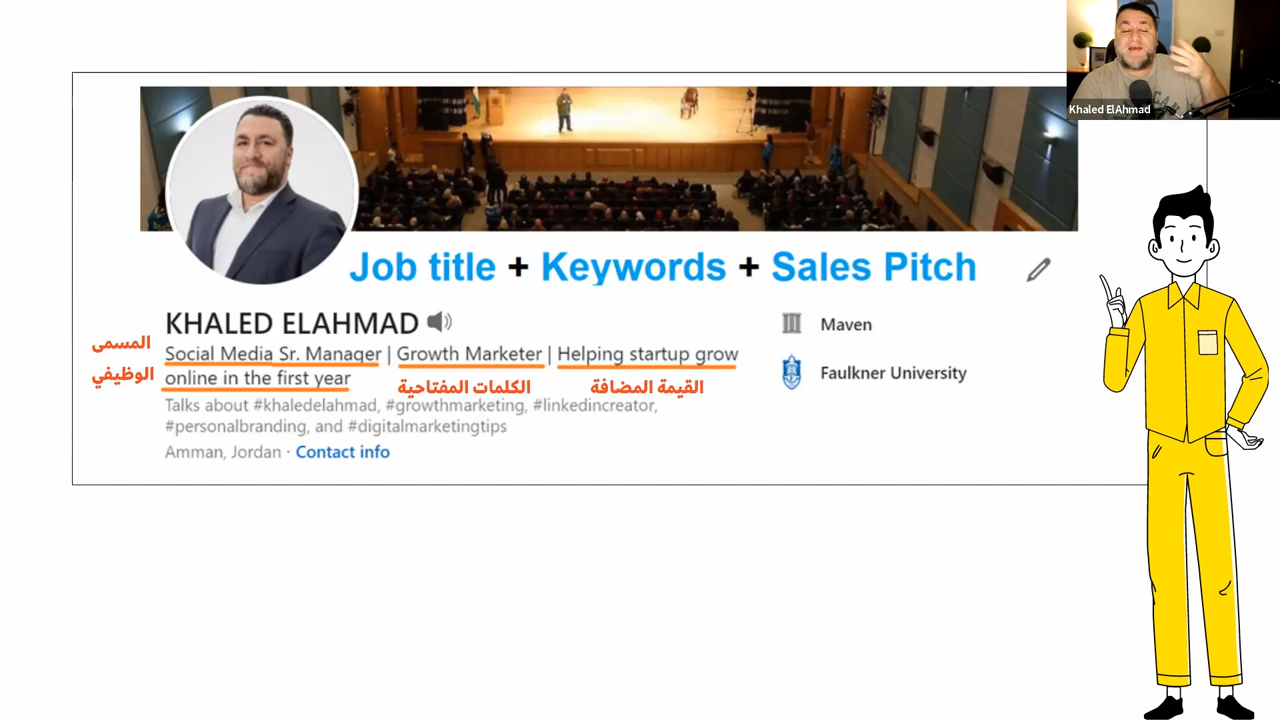 Khaled ElAhmad
Job title + Keywords + Sales Pitch
KHALED ELAHMAD
Maven
المسمى
الوظيفي
Social Media Sr. Manager | Growth Marketer | Helping startup grow
online in the first year
Faulkner University
الكلمات المفتاحية
القيمة المضافة
Talks about #khaledelahmad, #growthmarketing, #linkedincreator,
#personalbranding, and #digitalmarketingtips
Amman, Jordan · Contact info